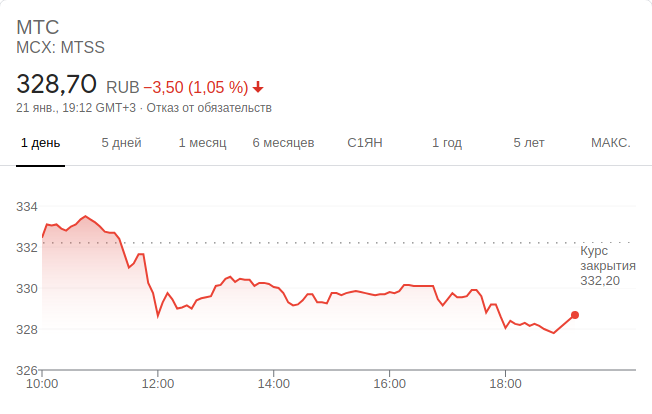 МТС
MCX: MTSS
328,70 RUB −3,50 (1,05 %)
21 янв., 19:12 GMT+3 · Отказ от обязательств
1 день 5 дней 1 месяц 6 месяцев С1ЯН 1 год 5 лет МАКС.
334
332
Курс
закрытия
332,20
330
328
326
10:00 12:00 14:00 16:00 18:00